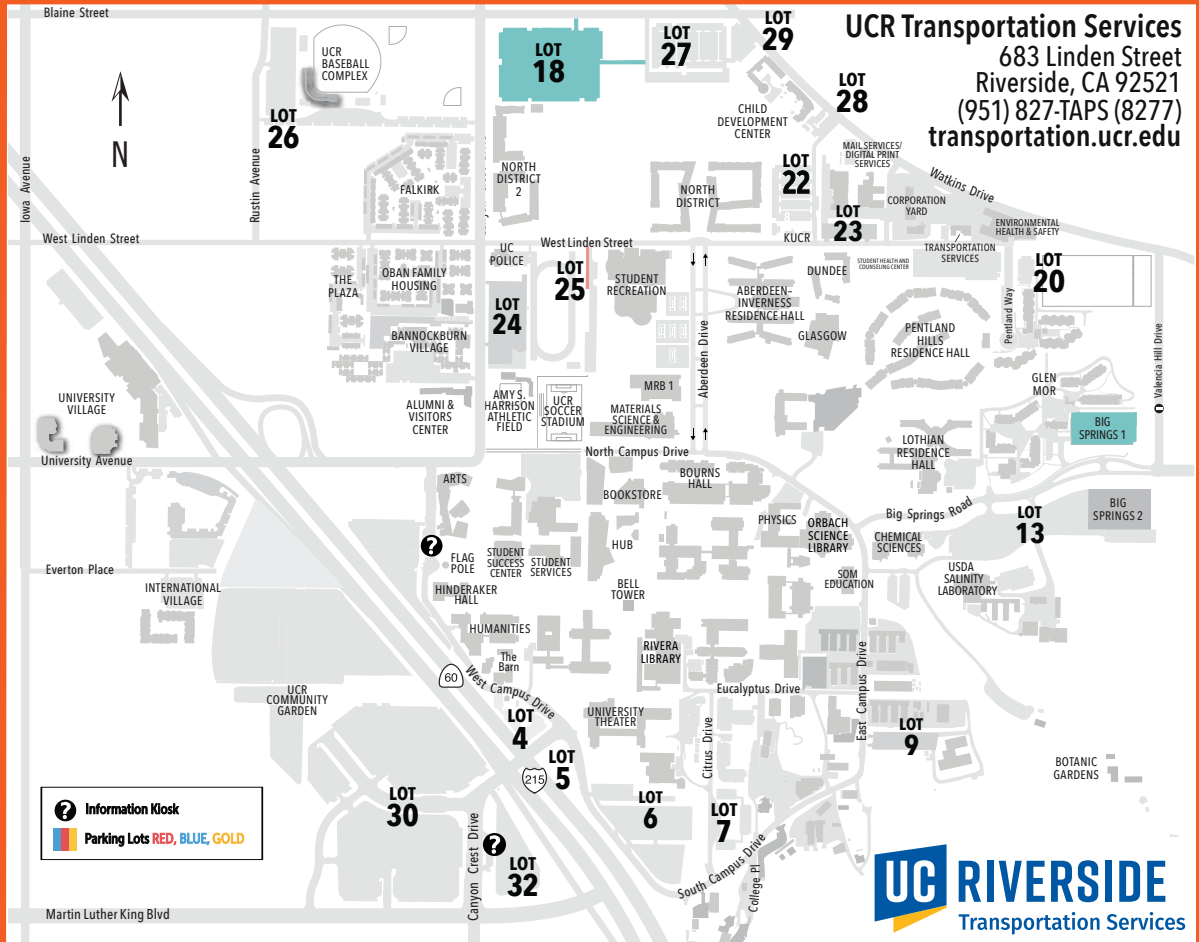 Blaine Street
UCR Transportation Services
683 Linden Street
Riverside, CA 92521
(951) 827-TAPS (8277)
transportation.ucr.edu
UCR
BASEBALL
COMPLEX
LOT
18
LOT
27
LOT
29
LOT
28
LOT
26
N
CHILD
DEVELOPMENT
CENTER
MAIL SERVICES/
DIGITAL PRINT
SERVICES
Iowa Avenue
Rustin Avenue
FALKIRK
NORTH
DISTRICT
2
NORTH
DISTRICT
LOT
22
LOT
23
CORPORATION
YARD
Watkins Drive
ENVIRONMENTAL
HEALTH & SAFETY
West Linden Street
UC
POLICE
West Linden Street
KUCR
TRANSPORTATION
SERVICES
THE
PLAZA
OBAN FAMILY
HOUSING
LOT
24
LOT
25
STUDENT
RECREATION
ABERDEEN-
INVERNESS
RESIDENCE HALL
DUNDEE
STUDENT HEALTH AND
COUNSELING CENTER
LOT
20
Pentland Way
BANNOCKBURN
VILLAGE
Aberdeen Drive
GLASGOW
PENTLAND
HILLS
RESIDENCE HALL
Valencia Hill Drive
UNIVERSITY
VILLAGE
ALUMNI &
VISITORS
CENTER
AMY S.
HARRISON
ATHLETIC
FIELD
UCR
SOCCER
STADIUM
MRB 1
MATERIALS
SCIENCE &
ENGINEERING
GLEN
MOR
BIG
SPRINGS 1
University Avenue
North Campus Drive
LOTHIAN
RESIDENCE
HALL
ARTS
BOOKSTORE
BOURNS
HALL
Big Springs Road
LOT
13
BIG
SPRINGS 2
PHYSICS
ORBACH
SCIENCE
LIBRARY
CHEMICAL
SCIENCES
?
FLAG
POLE
STUDENT
SUCCESS
CENTER
STUDENT
SERVICES
HUB
Everton Place
INTERNATIONAL
VILLAGE
HINDERAKER
HALL
BELL
TOWER
SOM
EDUCATION
USDA
SALINITY
LABORATORY
HUMANITIES
The
Barn
RIVERA
LIBRARY
60
West Campus Drive
UCR
COMMUNITY
GARDEN
Eucalyptus Drive
East Campus Drive
LOT
4
UNIVERSITY
THEATER
Citrus Drive
LOT
9
215
LOT
5
BOTANIC
GARDENS
? Information Kiosk
Parking Lots RED, BLUE, GOLD
LOT
30
LOT
6
LOT
7
Canyon Crest Drive
?
LOT
32
South Campus Drive
College Pl
Martin Luther King Blvd
UC RIVERSIDE
Transportation Services